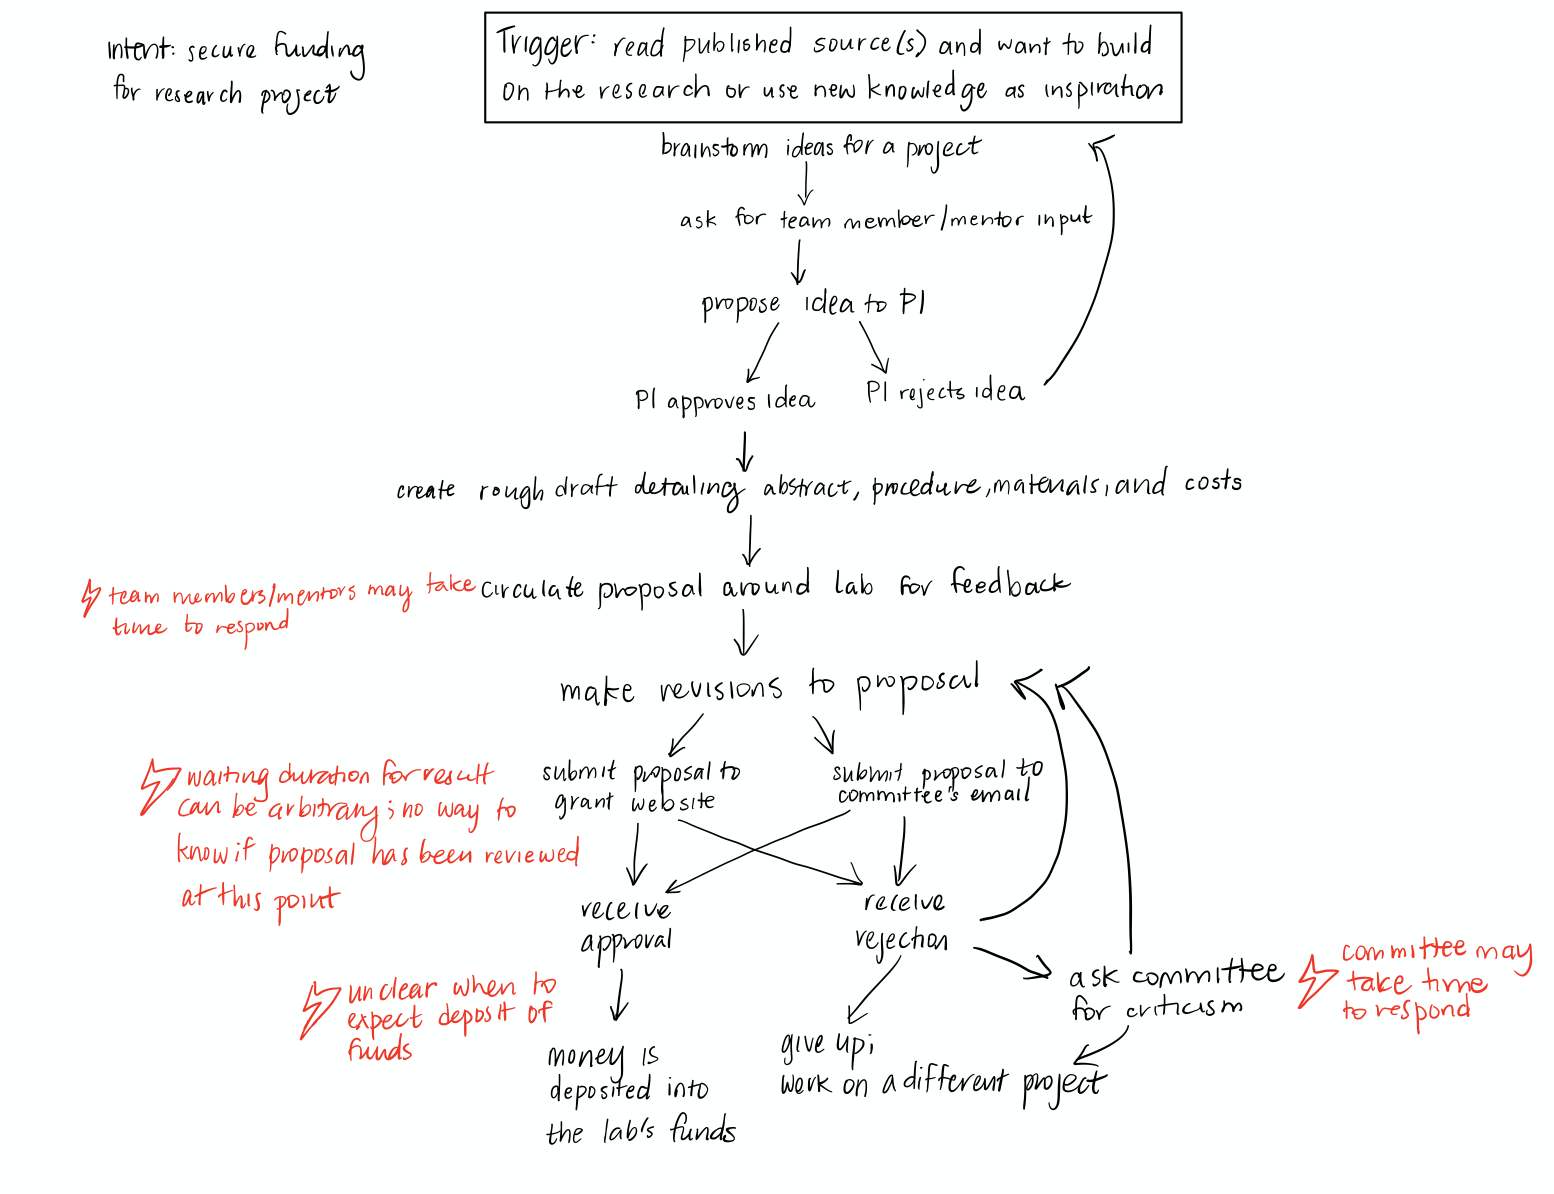 Intent: secure funding
for research project
Trigger: read published source(s) and want to build
on the research or use new knowledge as inspiration
brainstorm ideas for a project
ask for team member/mentor input
propose idea to PI
PI approves idea
PI rejects idea
create rough draft detailing abstract, procedure, materials, and costs
team members/mentors may take
time to respond
circulate proposal around lab for feedback
make revisions to proposal
waiting duration for result
can be arbitrary; no way to
know if proposal has been reviewed
at this point
submit proposal to
grant website
submit proposal to
committee's email
receive
approval
receive
rejection
ask committee
for criticism
committee may
take time
to respond
unclear when to
expect deposit of
funds
money is
deposited into
the lab's funds
give up;
work on a different project